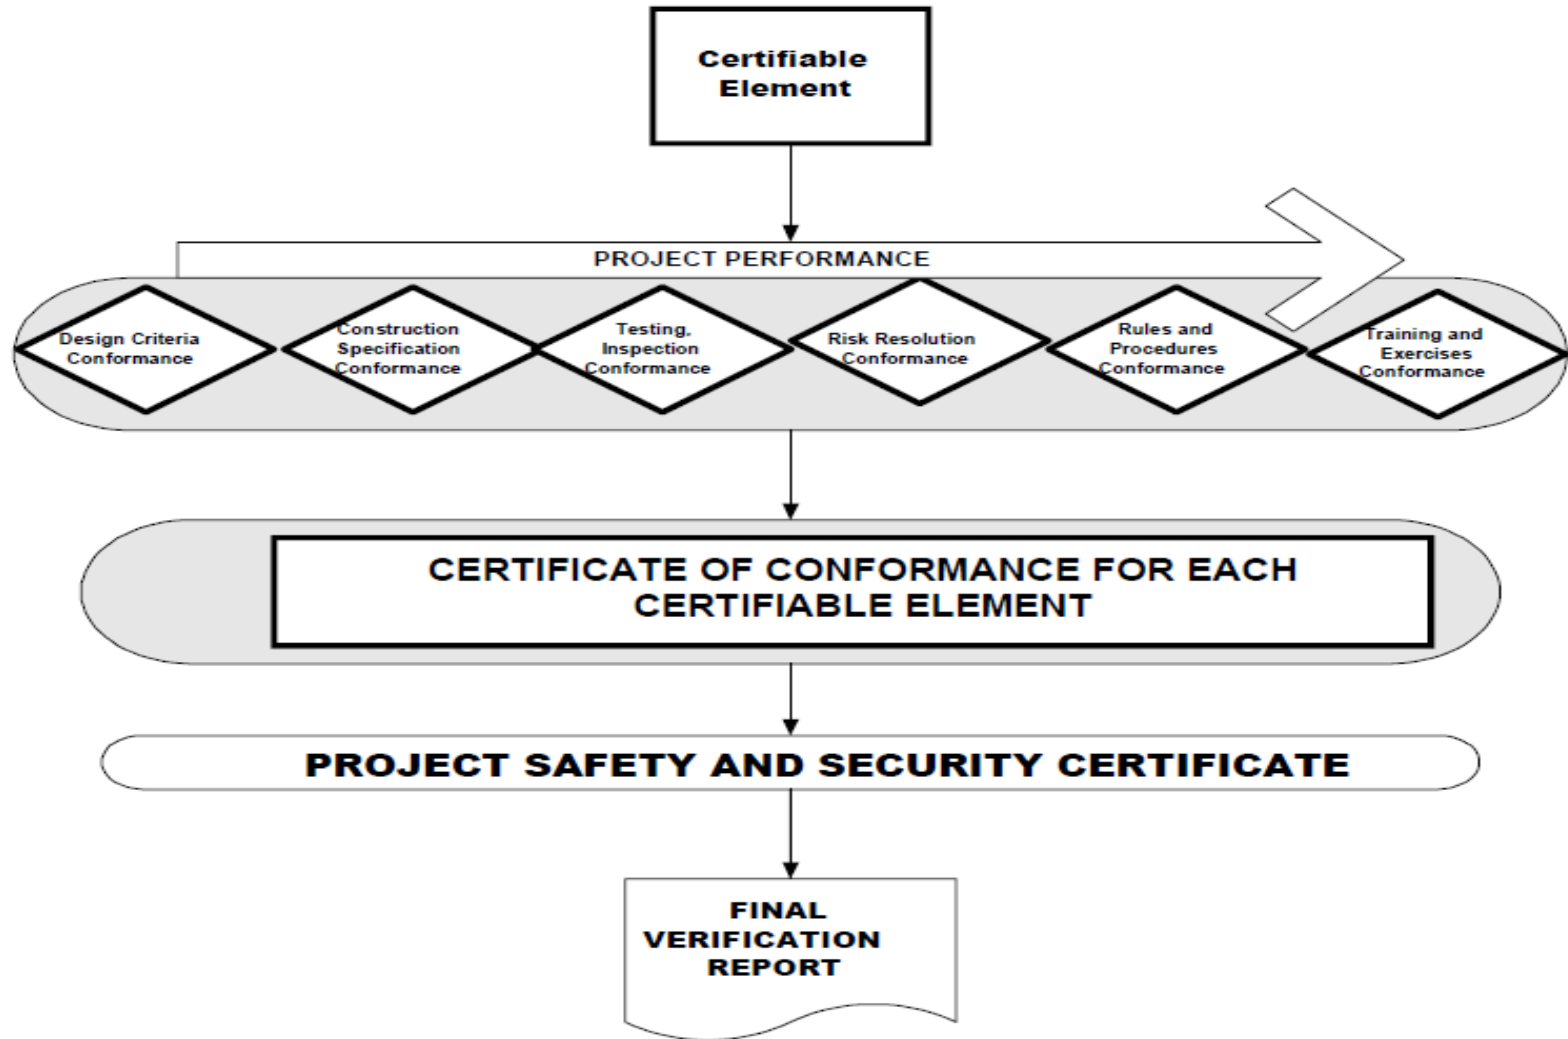 Certifiable
Element
PROJECT PERFORMANCE
Design Criteria
Conformance
Construction
Specification
Conformance
Testing,
Inspection
Conformance
Risk Resolution
Conformance
Rules and
Procedures
Conformance
Training and
Exercises
Conformance
CERTIFICATE OF CONFORMANCE FOR EACH
CERTIFIABLE ELEMENT
PROJECT SAFETY AND SECURITY CERTIFICATE
FINAL
VERIFICATION
REPORT